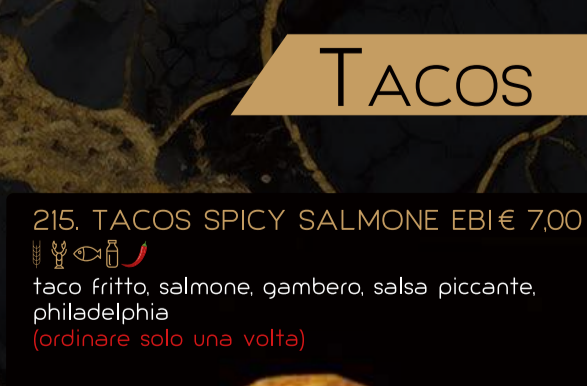 TACOS
215. TACOS SPICY SALMONE EBI € 7,00
taco fritto, salmone, gambero, salsa piccante,
philadelphia
(ordinare solo una volta)